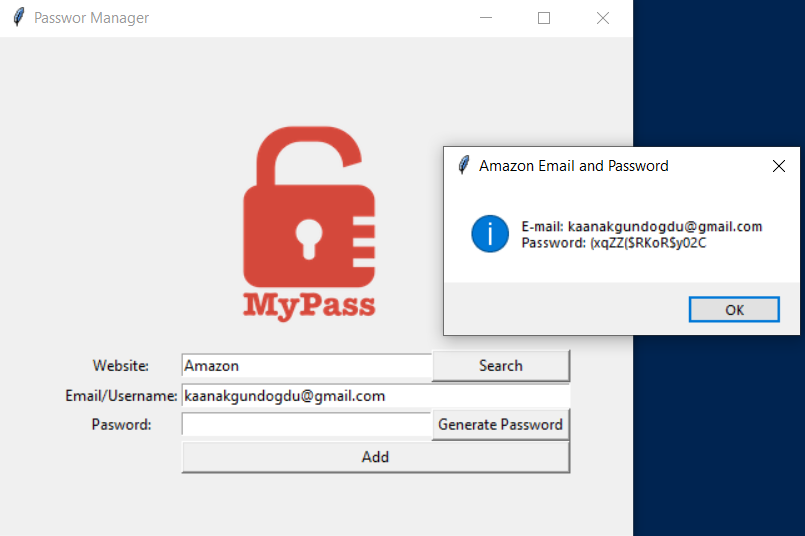 Passwor Manager
Amazon Email and Password
E-mail: kaanakgundogdu@gmail.com
Password: (xqZZ($RKoR$y02C
OK
MyPass
Website: Amazon Search
Email/Username: kaanakgundogdu@gmail.com
Pasword: Generate Password
Add